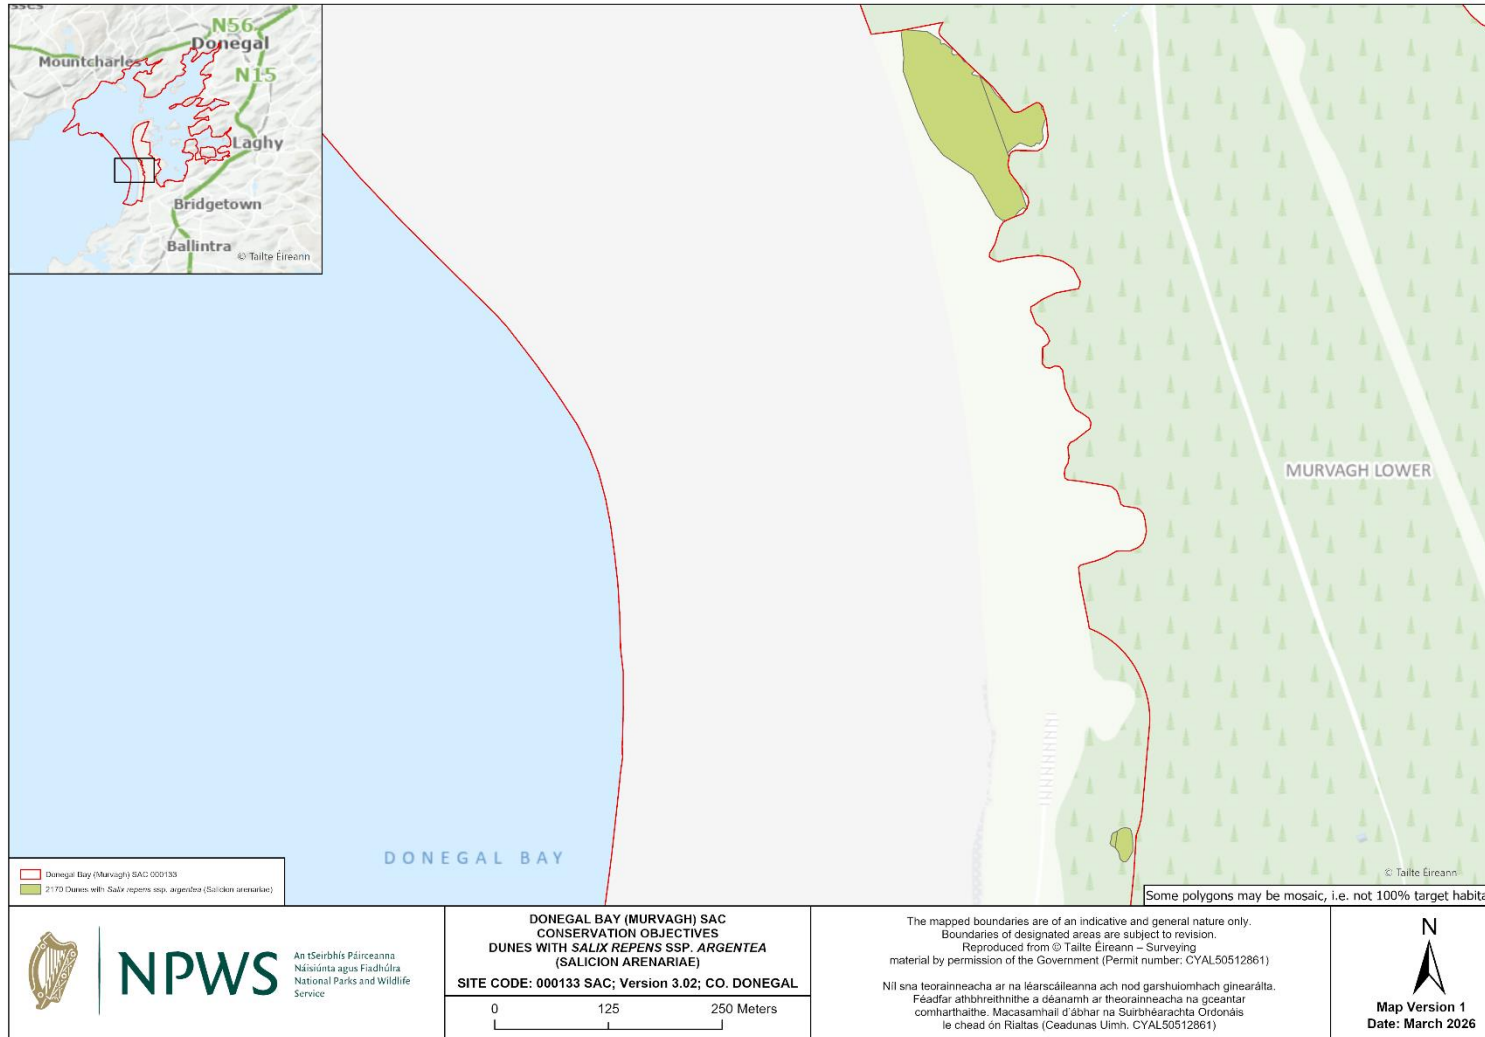 sses
N56
Donegal
Mountcharles
N15
Laghy
Bridgetown
Ballintra
© Tailte Éireann
MURVAGH LOWER
DONEGAL BAY
© Tailte Éireann
Donegal Bay (Murvagh) SAC 000133
2170 Dunes with Salix repens ssp. argentea (Salicion arenariae)
Some polygons may be mosaic, i.e. not 100% target habita
NPWS
An tSeirbhís Páirceanna
Náisiúnta agus Fiadhúlra
National Parks and Wildlife
Service
DONEGAL BAY (MURVAGH) SAC
CONSERVATION OBJECTIVES
DUNES WITH SALIX REPENS SSP. ARGENTEA
(SALICION ARENARIAE)
SITE CODE: 000133 SAC; Version 3.02; CO. DONEGAL
0 125 250 Meters
The mapped boundaries are of an indicative and general nature only.
Boundaries of designated areas are subject to revision.
Reproduced from © Tailte Éireann – Surveying
material by permission of the Government (Permit number: CYAL50512861)
Níl sna teorainneacha ar na léarscáileanna ach nod garshuiomhach ginearálta.
Féadfar athbhreithnithe a déanamh ar theorainneacha na gceantar
comharthaithe. Macasamhail d'ábhar na Suirbhéarachta Ordonáis
le chead ón Rialtas (Ceadunas Uimh. CYAL50512861)
N
Map Version 1
Date: March 2026